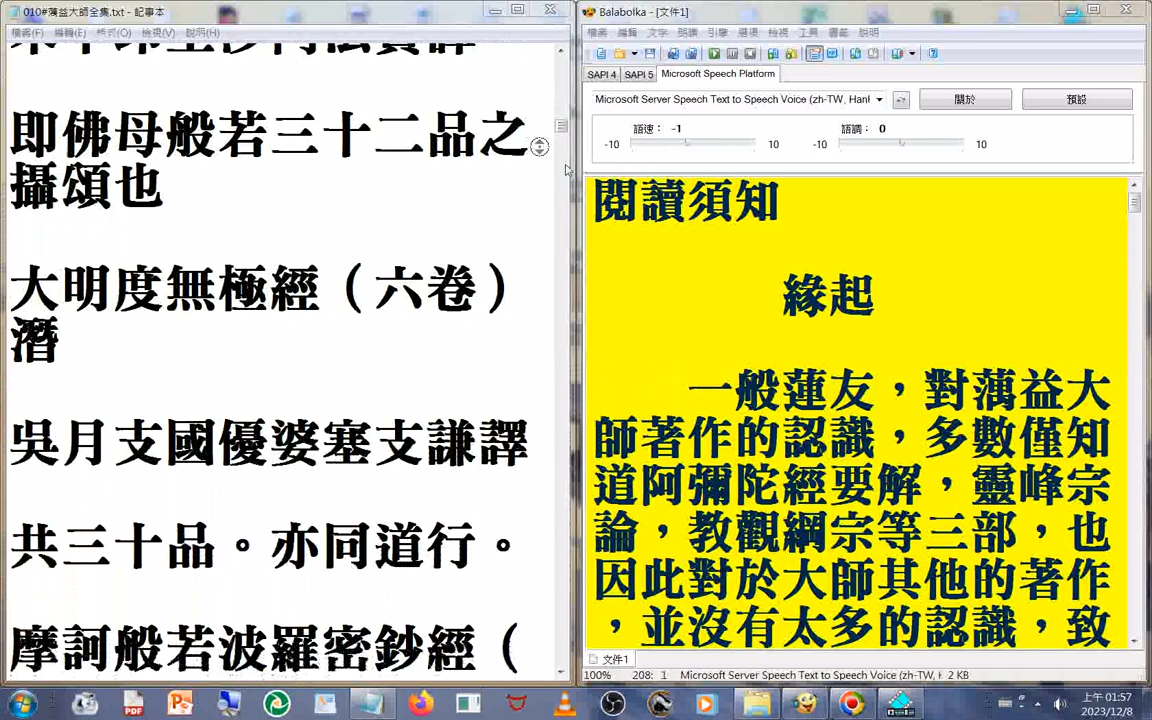 010#蕅益大師全集.txt - 記事本
檔案(F) 編輯(E) 格式(O) 檢視(V) 說明(H)
即佛母般若三十二品之
攝頌也
大明度無極經（六卷）
潛
吳月支國優婆塞支謙譯
共三十品。亦同道行。
摩訶般若波羅密鈔經（
Balabolka - [文件1]
檔案 編輯 文字 朗讀 引擎 選項 檢視 工具 書籤 說明
SAPI 4 SAPI 5 Microsoft Speech Platform
Microsoft Server Speech Text to Speech Voice (zh-TW, Hanl
關於 預設
語速： -1 語調： 0
-10 10 -10 10
閱讀須知
緣起
一般蓮友，對蕅益大
師著作的認識，多數僅知
道阿彌陀經要解，靈峰宗
論，教觀綱宗等三部，也
因此對於大師其他的著作
，並沒有太多的認識，致
文件1
100% 208: 1 Microsoft Server Speech Text to Speech Voice (zh-TW, H 2 KB
上午 01:57
2023/12/8